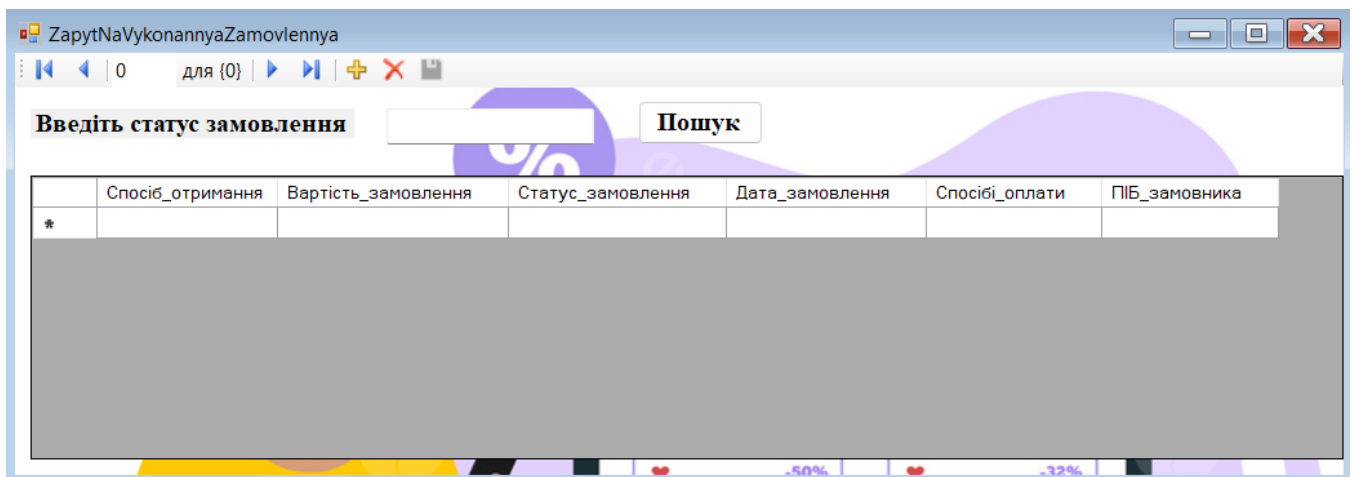 ZapytNaVykonannyaZamovlennya
0 для {0}
Введіть статус замовлення Пошук
%
Спосіб_отримання Вартість_замовлення Статус_замовлення Дата_замовлення Спосібі_оплати ПІБ_замовника
*
-50% -32%